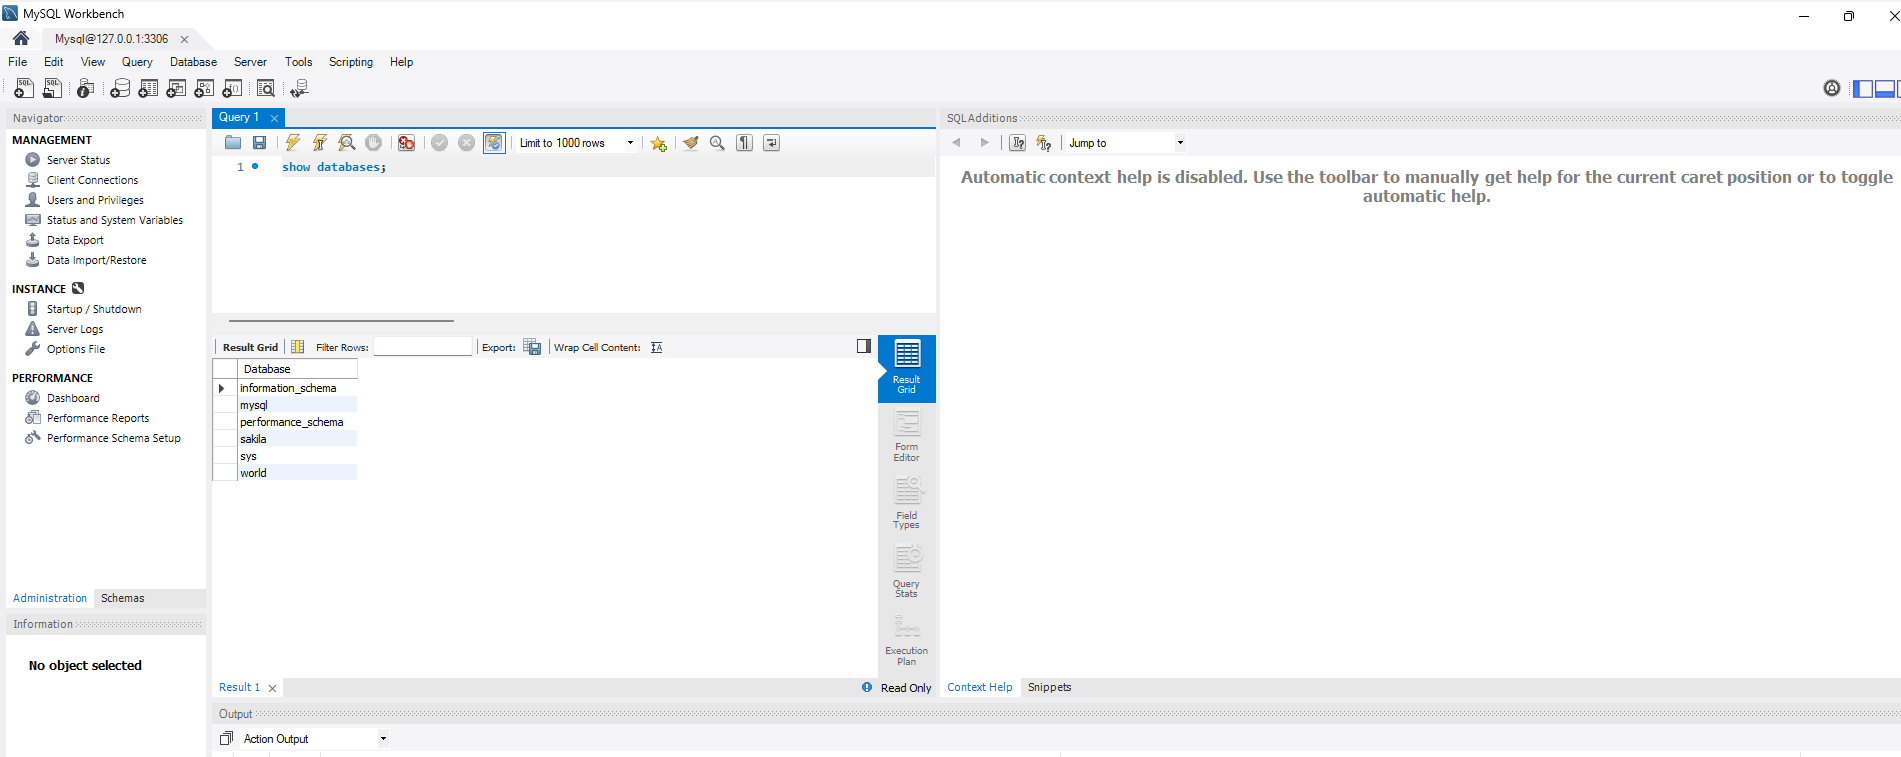 MySQL Workbench
Mysql@127.0.0.1:3306
File Edit View Query Database Server Tools Scripting Help
Navigator
MANAGEMENT
Server Status
Client Connections
Users and Privileges
Status and System Variables
Data Export
Data Import/Restore
INSTANCE
Startup / Shutdown
Server Logs
Options File
PERFORMANCE
Dashboard
Performance Reports
Performance Schema Setup
Administration Schemas
Information
No object selected
Query 1
Limit to 1000 rows
1 show databases;
Result Grid Filter Rows: Export: Wrap Cell Content:
Database
information_schema
mysql
performance_schema
sakila
sys
world
Result
Grid
Form
Editor
Field
Types
Query
Stats
Execution
Plan
Result 1 Read Only
SQLAdditions
Jump to
Automatic context help is disabled. Use the toolbar to manually get help for the current caret position or to toggle
automatic help.
Context Help Snippets
Output
Action Output